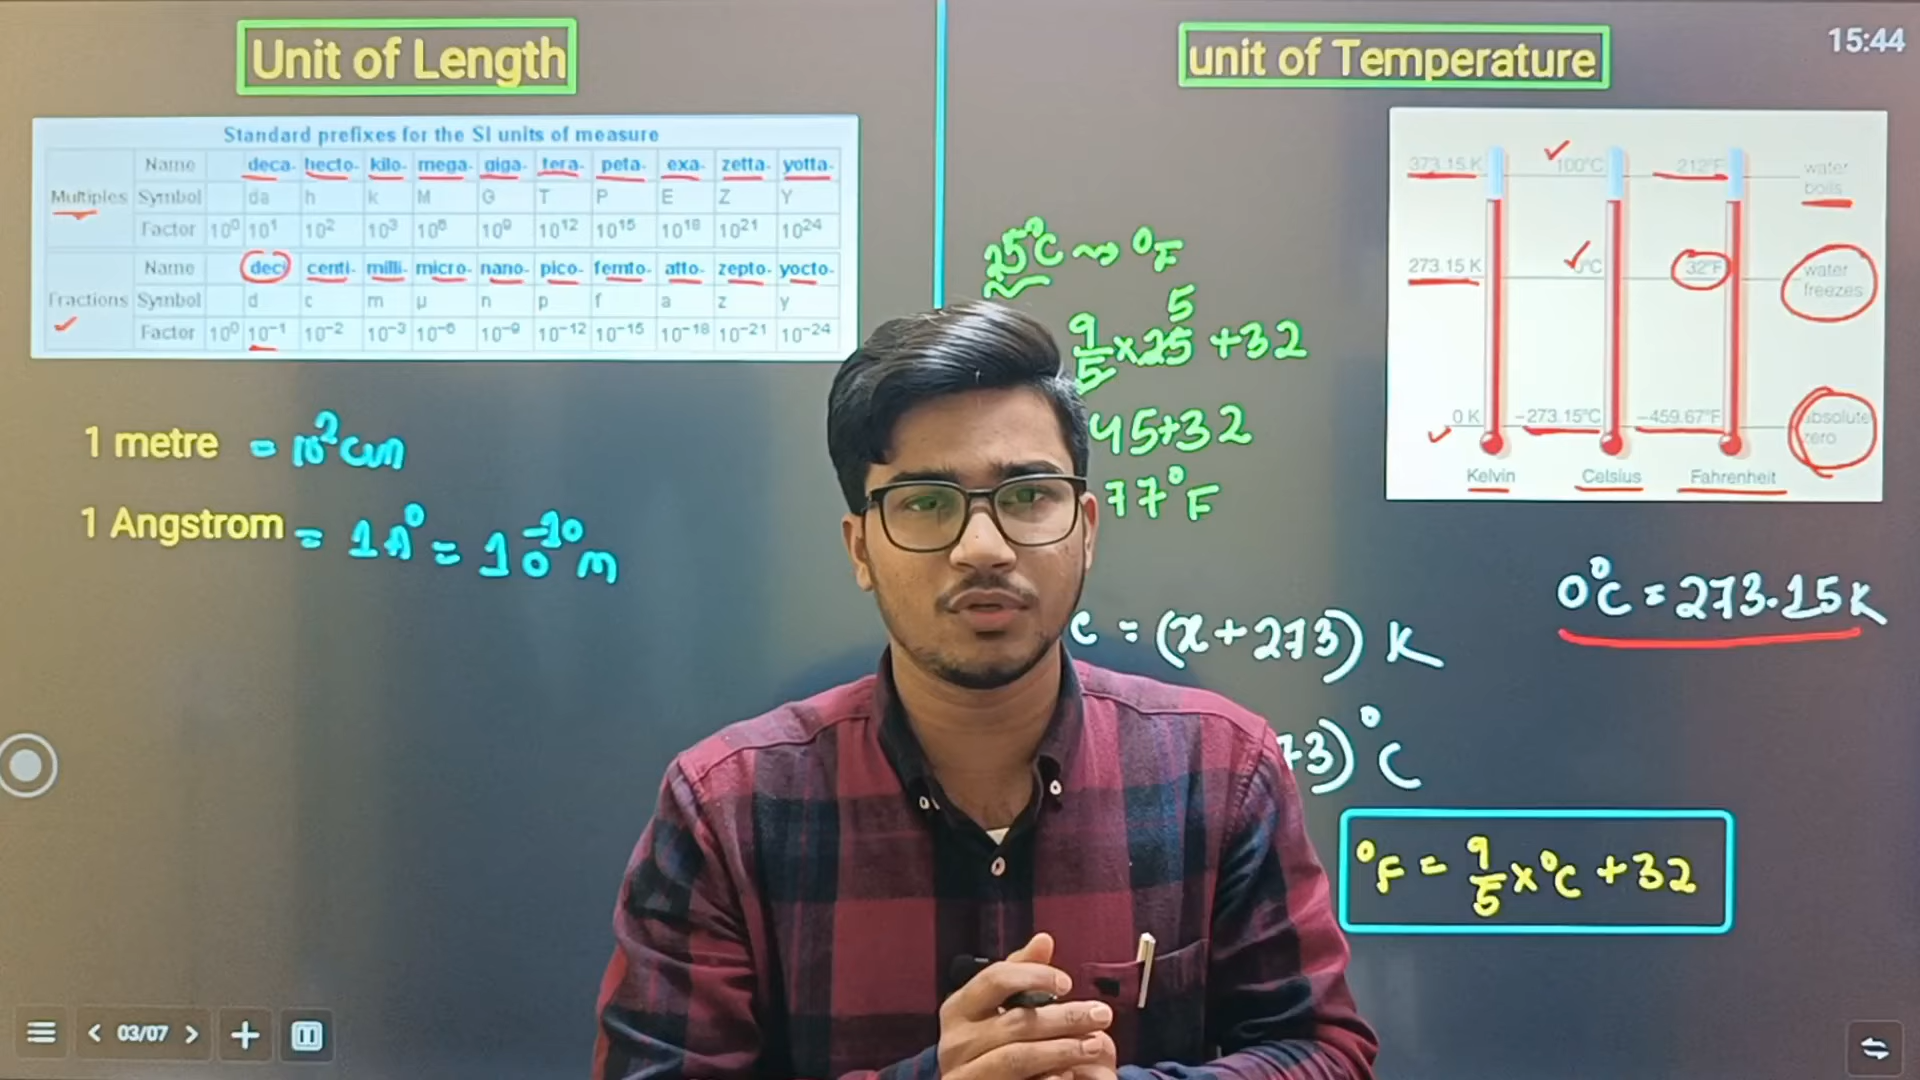 Unit of Length
Standard prefixes for the SI units of measure
Multiples
Name deca- hecto- kilo- mega- giga- tera- peta- exa- zetta- yotta-
Symbol da h k M G T P E Z Y
Factor 10⁰ 10¹ 10² 10³ 10⁶ 10⁹ 10¹² 10¹⁵ 10¹⁸ 10²¹ 10²⁴
Fractions
Name deci centi- milli- micro- nano- pico- femto- atto- zepto- yocto-
Symbol d c m μ n p f a z y
Factor 10⁰ 10⁻¹ 10⁻² 10⁻³ 10⁻⁶ 10⁻⁹ 10⁻¹² 10⁻¹⁵ 10⁻¹⁸ 10⁻²¹ 10⁻²⁴
1 metre = 10² cm
1 Angstrom = 1A° = 10⁻¹⁰ m
unit of Temperature
15:44
373.15 K 100°C 212°F water boils
273.15 K 0°C 32°F water freezes
0 K -273.15°C -459.67°F absolute zero
Kelvin Celsius Fahrenheit
25°C ⇝ °F
5
9/5 x 25 + 32
45+32
77°F
0°C = 273.15 K
c = (x+273) K
73)°C
°F = 9/5 x °C + 32
03/07